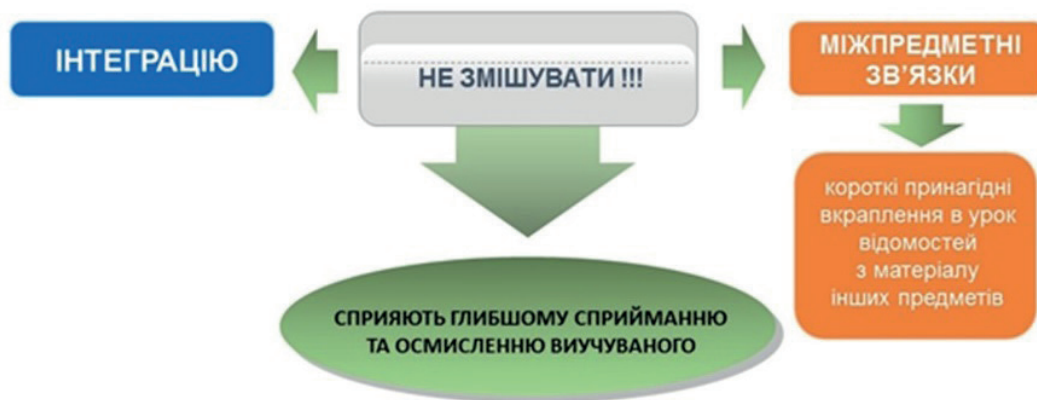 ІНТЕГРАЦІЮ
НЕ ЗМІШУВАТИ !!!
МІЖПРЕДМЕТНІ
ЗВ’ЯЗКИ
короткі принагідні
вкраплення в урок
відомостей
з матеріалу
інших предметів
СПРИЯЮТЬ ГЛИБШОМУ СПРИЙМАННЮ
ТА ОСМИСЛЕННЮ ВИУЧУВАНОГО